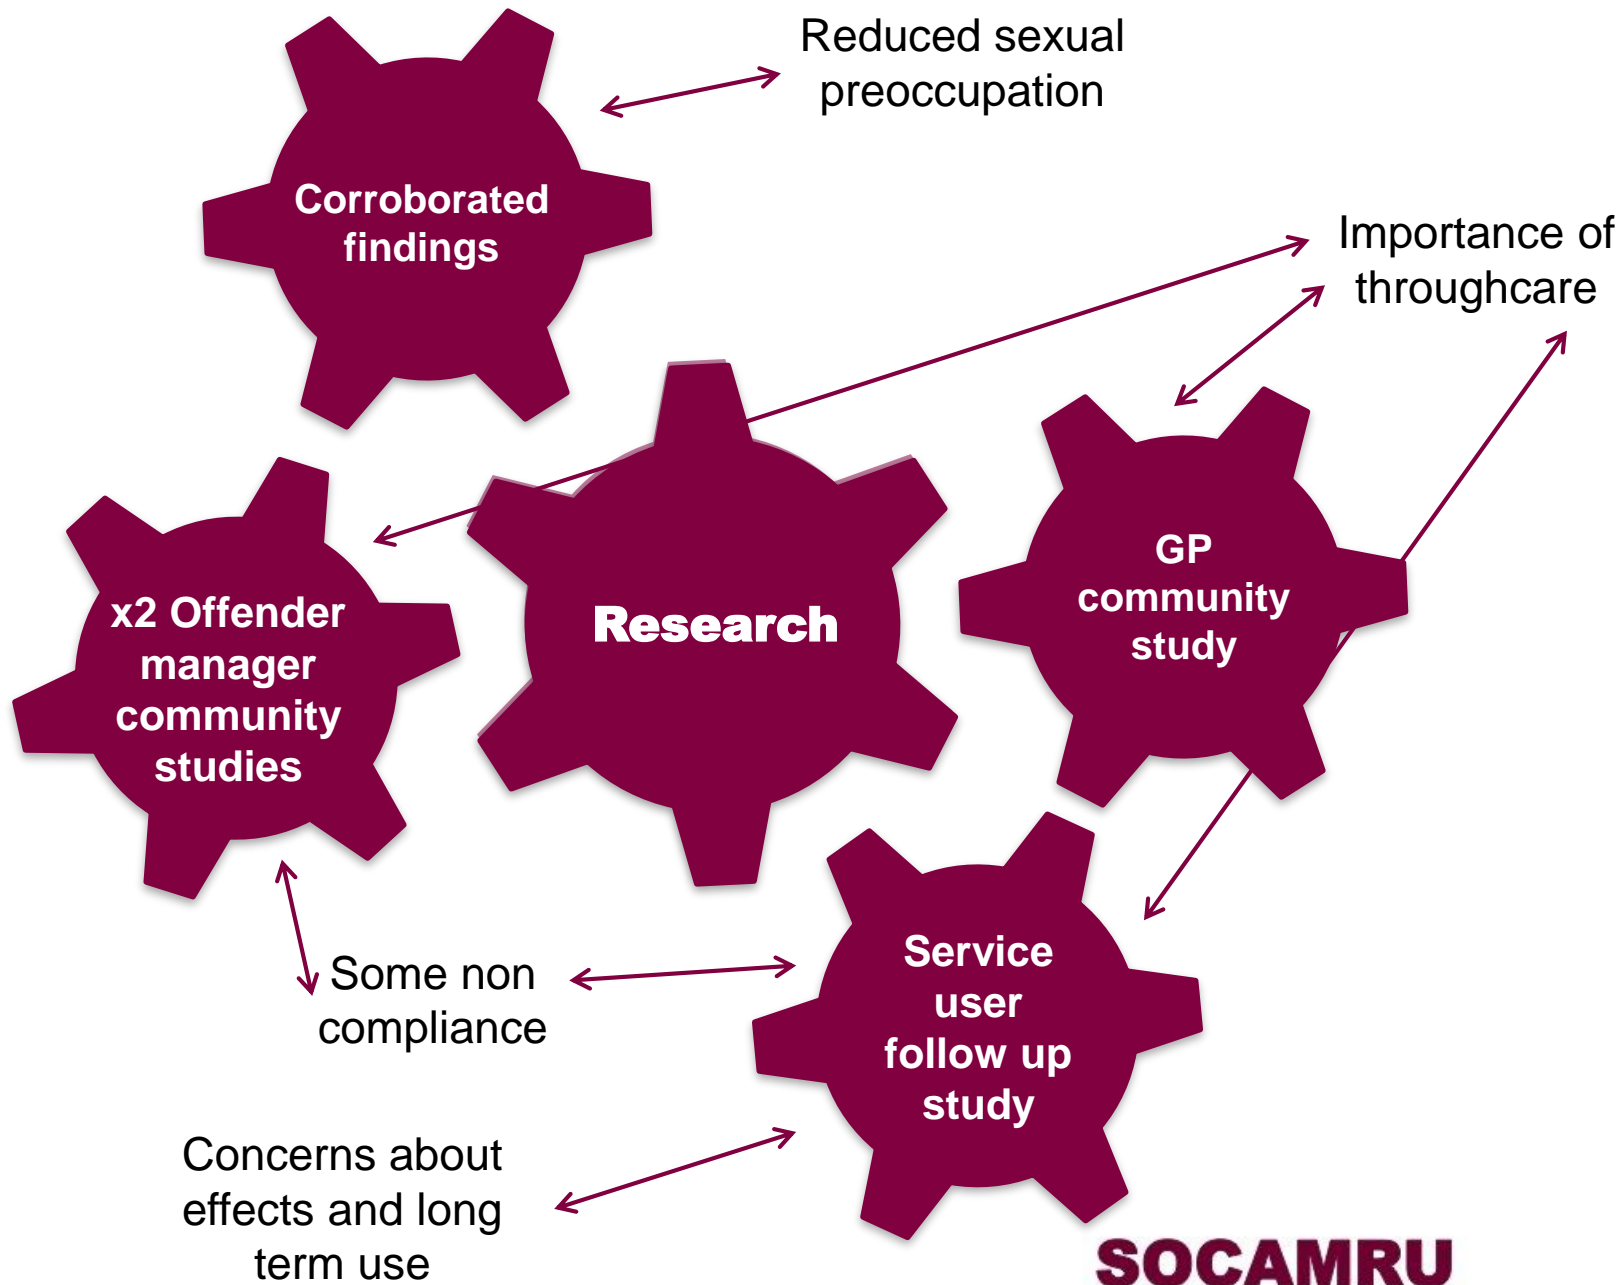 Reduced sexual
preoccupation
Corroborated
findings
Importance of
throughcare
Research
GP
community
study
x2 Offender
manager
community
studies
Some non
compliance
Service
user
follow up
study
Concerns about
effects and long
term use
SOCAMRU